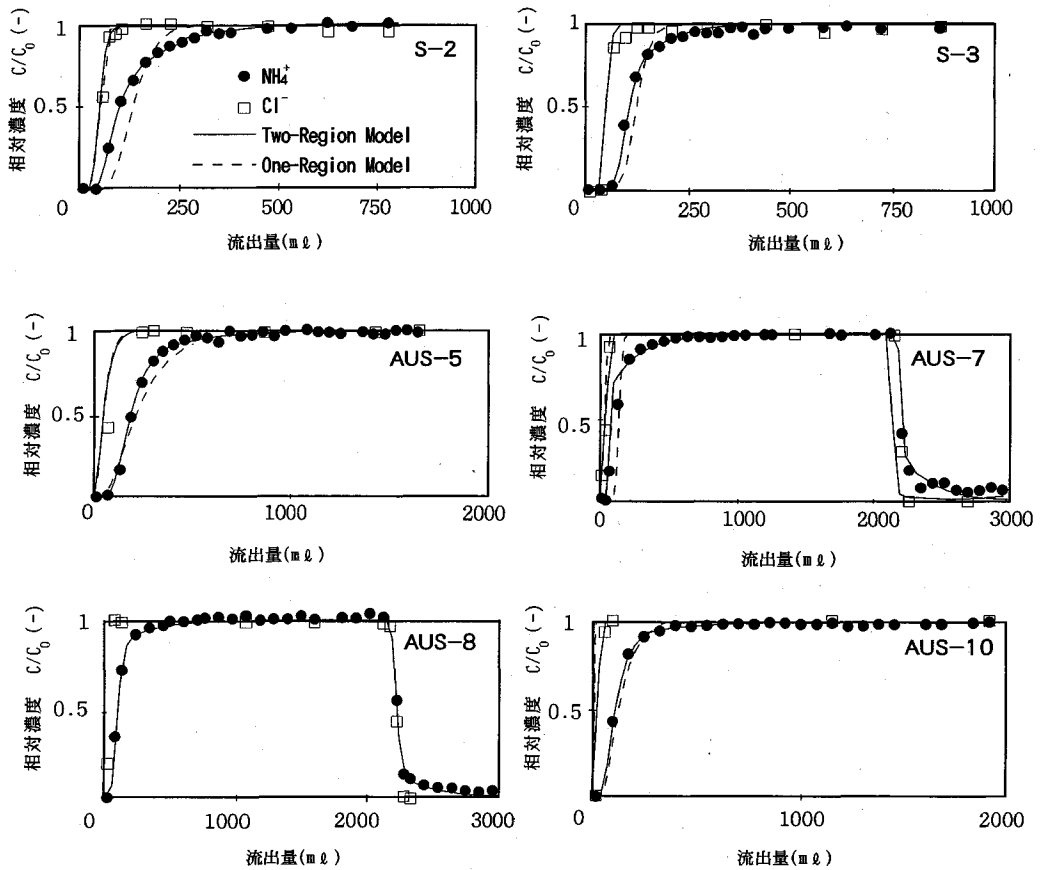 相対濃度 C/C₀ (-)
1
0.5
S-2
● NH₄⁺
□ Cl⁻
Two-Region Model
One-Region Model
0 250 500 750 1000
流出量(mℓ)
相対濃度 C/C₀ (-)
1
0.5
S-3
0 250 500 750 1000
流出量(mℓ)
相対濃度 C/C₀ (-)
1
0.5
AUS-5
0 1000 2000
流出量(mℓ)
相対濃度 C/C₀ (-)
1
0.5
AUS-7
0 1000 2000 3000
流出量(mℓ)
相対濃度 C/C₀ (-)
1
0.5
AUS-8
0 1000 2000 3000
流出量(mℓ)
相対濃度 C/C₀ (-)
1
0.5
AUS-10
0 1000 2000
流出量(mℓ)